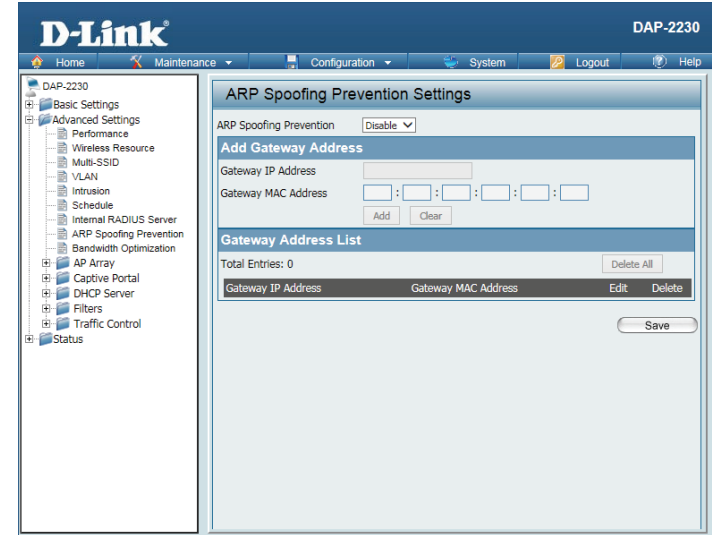 D-Link®
DAP-2230
Home Maintenance Configuration System Logout Help
DAP-2230
Basic Settings
Advanced Settings
Performance
Wireless Resource
Multi-SSID
VLAN
Intrusion
Schedule
Internal RADIUS Server
ARP Spoofing Prevention
Bandwidth Optimization
AP Array
Captive Portal
DHCP Server
Filters
Traffic Control
Status
ARP Spoofing Prevention Settings
ARP Spoofing Prevention Disable
Add Gateway Address
Gateway IP Address
Gateway MAC Address : : : : :
Add Clear
Gateway Address List
Total Entries: 0 Delete All
Gateway IP Address Gateway MAC Address Edit Delete
Save